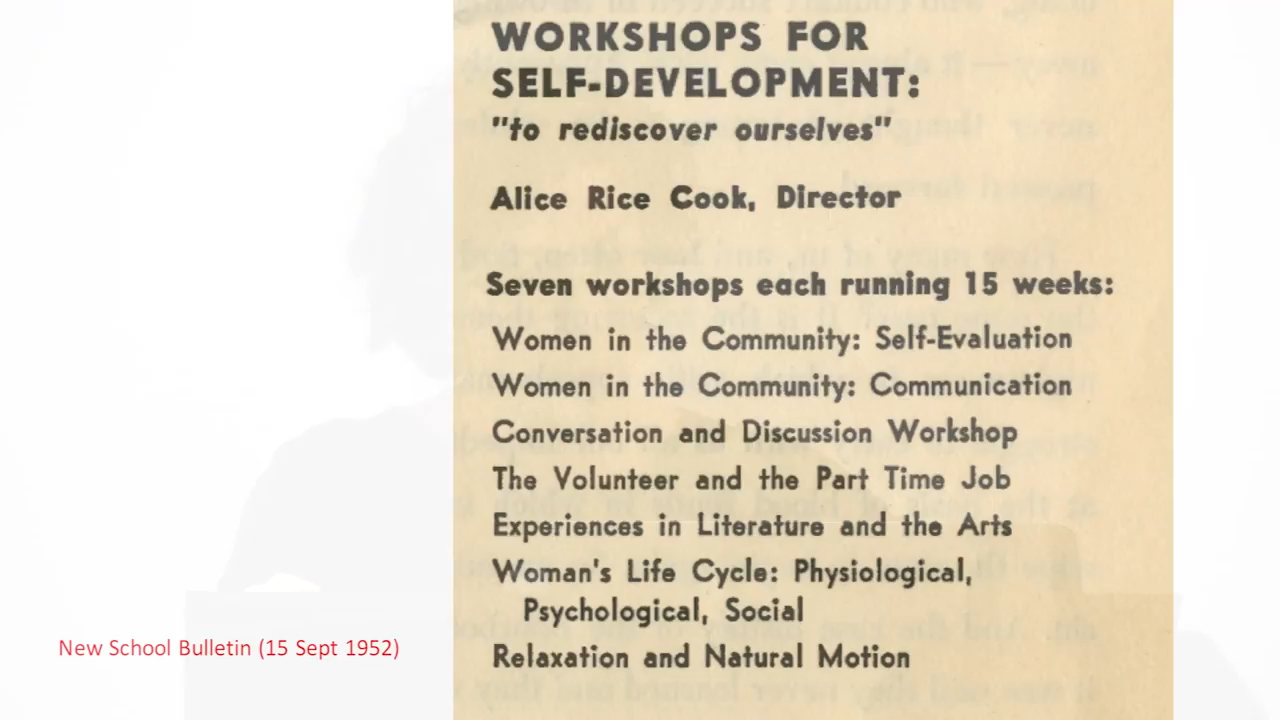 WORKSHOPS FOR
SELF-DEVELOPMENT:
"to rediscover ourselves"
Alice Rice Cook, Director
Seven workshops each running 15 weeks:
Women in the Community: Self-Evaluation
Women in the Community: Communication
Conversation and Discussion Workshop
The Volunteer and the Part Time Job
Experiences in Literature and the Arts
Woman's Life Cycle: Physiological,
Psychological, Social
Relaxation and Natural Motion
New School Bulletin (15 Sept 1952)